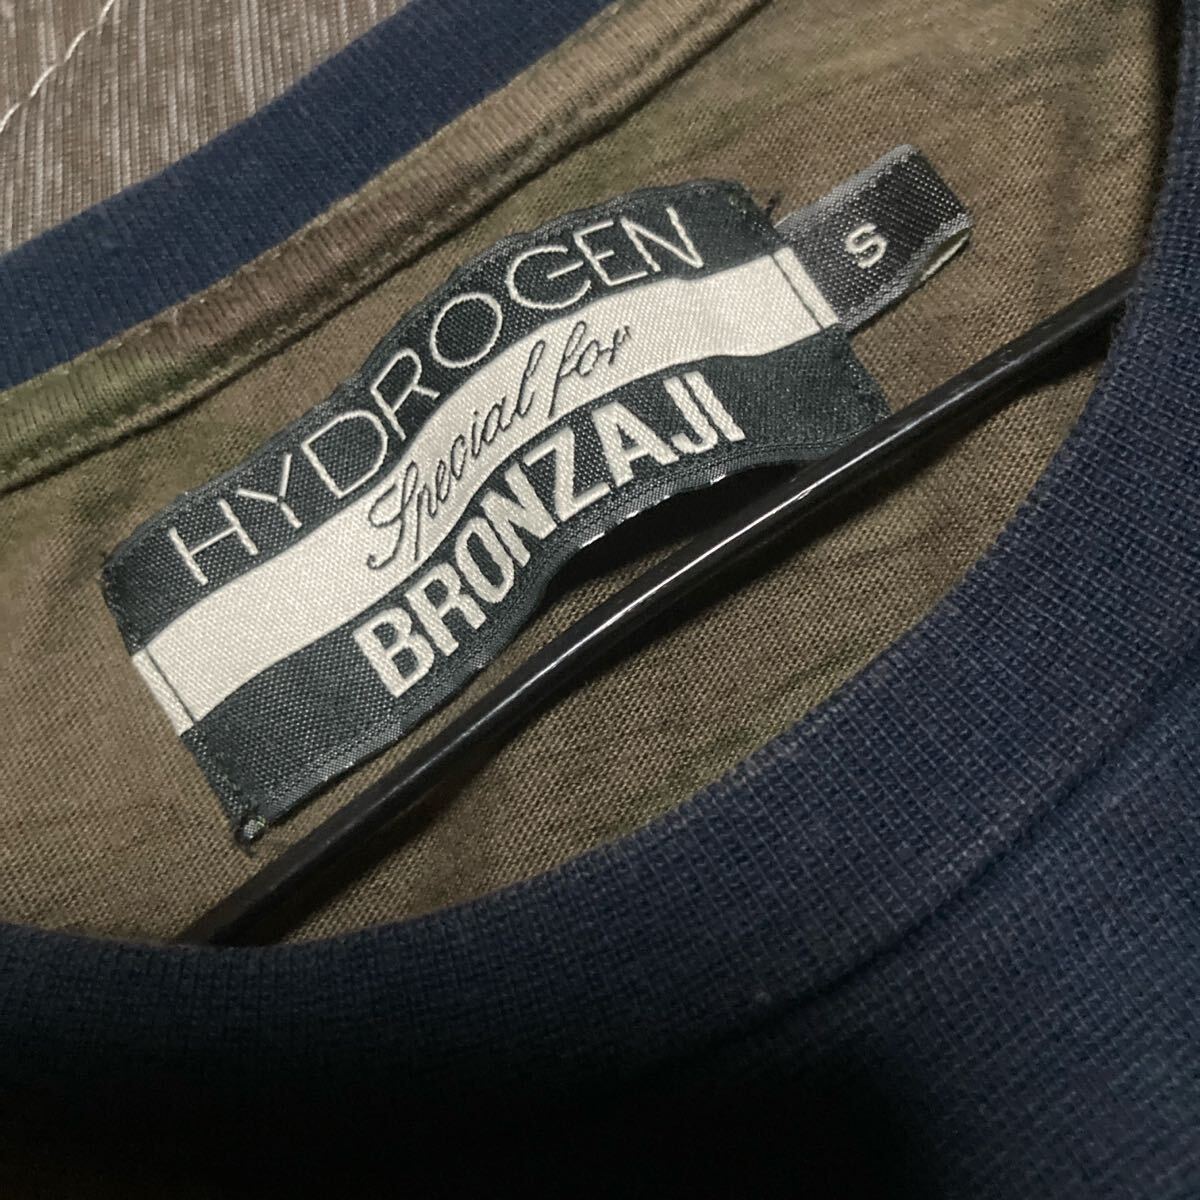 HYDROGEN
Special for
BRONZAJI
S